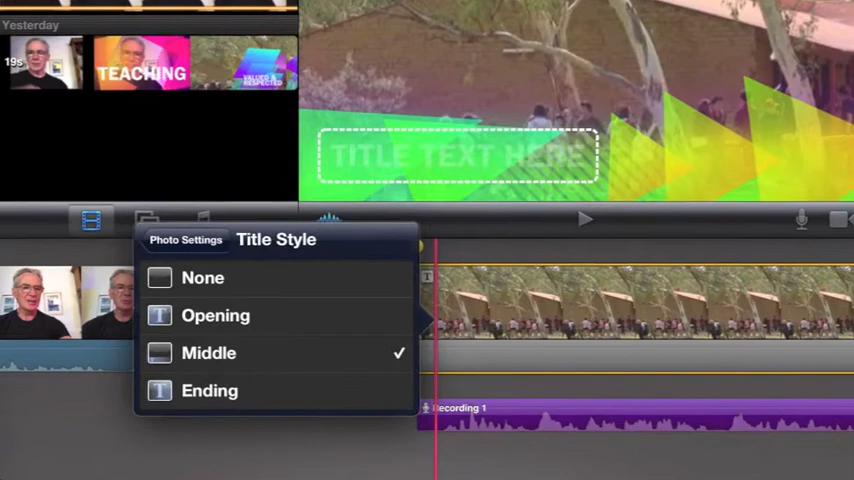 Yesterday
19s
TEACHING
VALUED &
RESPECTED
TITLE TEXT HERE
Photo Settings
Title Style
None
T Opening
Middle
T Ending
T
Recording 1